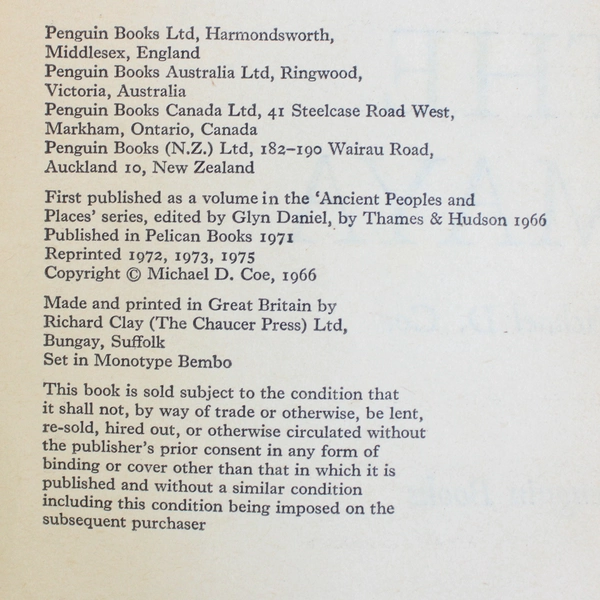 Penguin Books Ltd, Harmondsworth,
Middlesex, England
Penguin Books Australia Ltd, Ringwood,
Victoria, Australia
Penguin Books Canada Ltd, 41 Steelcase Road West,
Markham, Ontario, Canada
Penguin Books (N.Z.) Ltd, 182–190 Wairau Road,
Auckland 10, New Zealand
First published as a volume in the ‘Ancient Peoples and
Places’ series, edited by Glyn Daniel, by Thames & Hudson 1966
Published in Pelican Books 1971
Reprinted 1972, 1973, 1975
Copyright © Michael D. Coe, 1966
Made and printed in Great Britain by
Richard Clay (The Chaucer Press) Ltd,
Bungay, Suffolk
Set in Monotype Bembo
This book is sold subject to the condition that
it shall not, by way of trade or otherwise, be lent,
re-sold, hired out, or otherwise circulated without
the publisher's prior consent in any form of
binding or cover other than that in which it is
published and without a similar condition
including this condition being imposed on the
subsequent purchaser